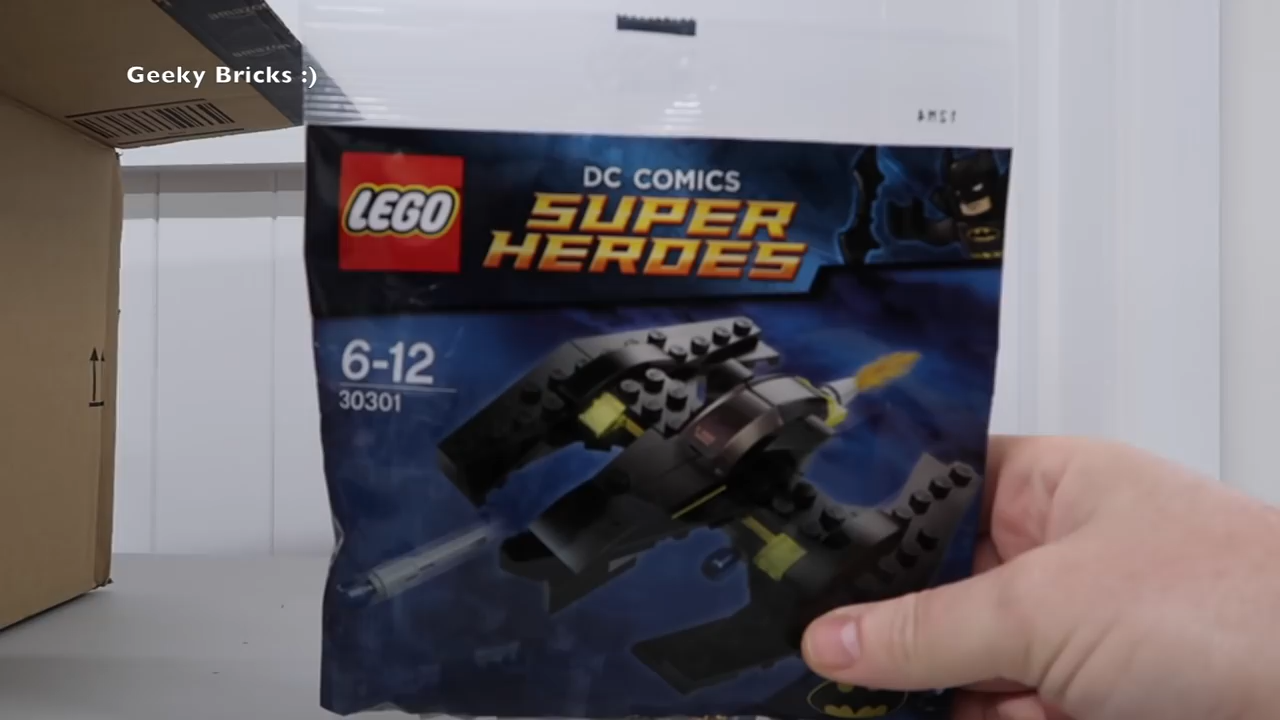 Geeky Bricks :)
LEGO
DC COMICS
SUPER
HEROES
6-12
30301